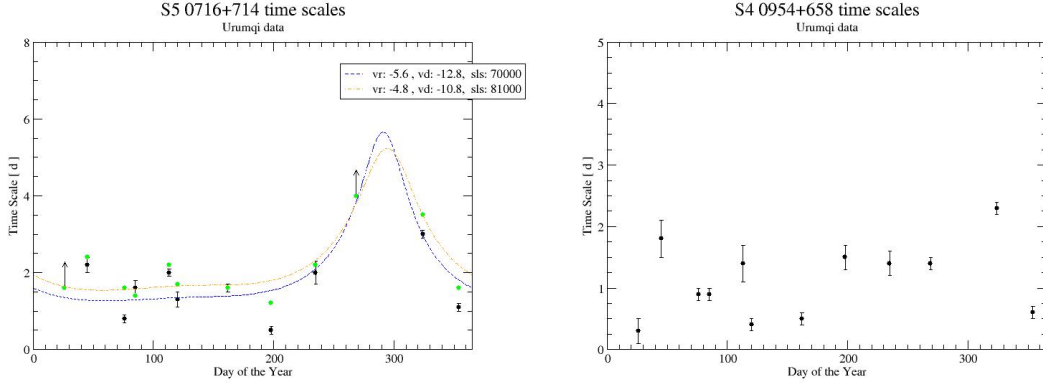 S5 0716+714 time scales
Urumqi data
Time Scale [ d ]
8
6
4
2
0
vr: -5.6 , vd: -12.8, sls: 70000
vr: -4.8 , vd: -10.8, sls: 81000
0
100
200
300
Day of the Year
S4 0954+658 time scales
Urumqi data
Time Scale [ d ]
5
4
3
2
1
0
0
100
200
300
Day of the Year